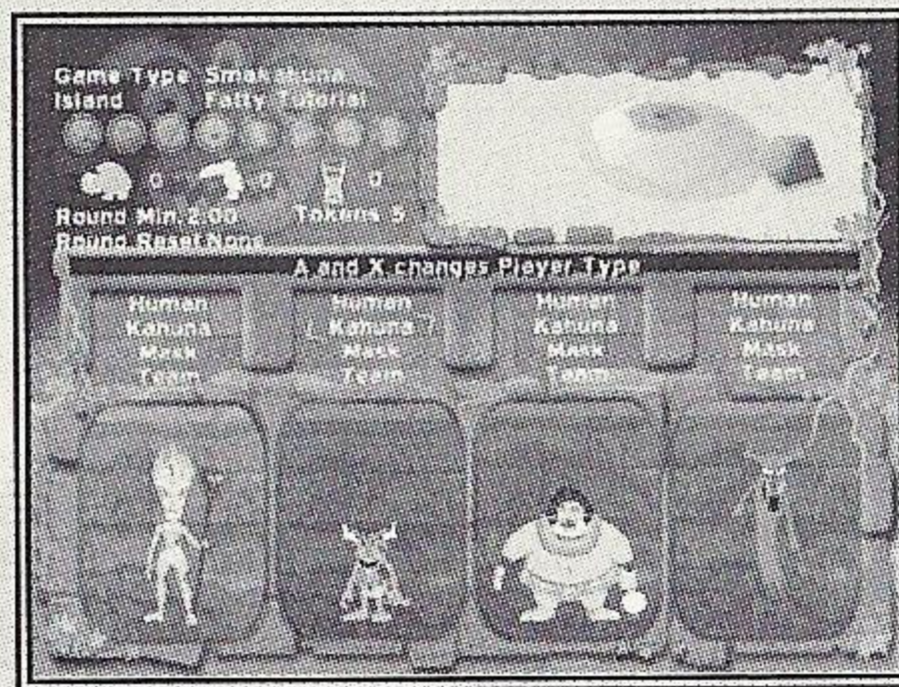 Game Type Smakahuna
Island Fatty Tutorial
0 0 0
Round Min. 2:00 Tokens 5
Round Reset None
A and X changes Player Type
Human Human Human Human
Kahuna Kahuna Kahuna Kahuna
Mask Mask Mask Mask
Team Team Team Team